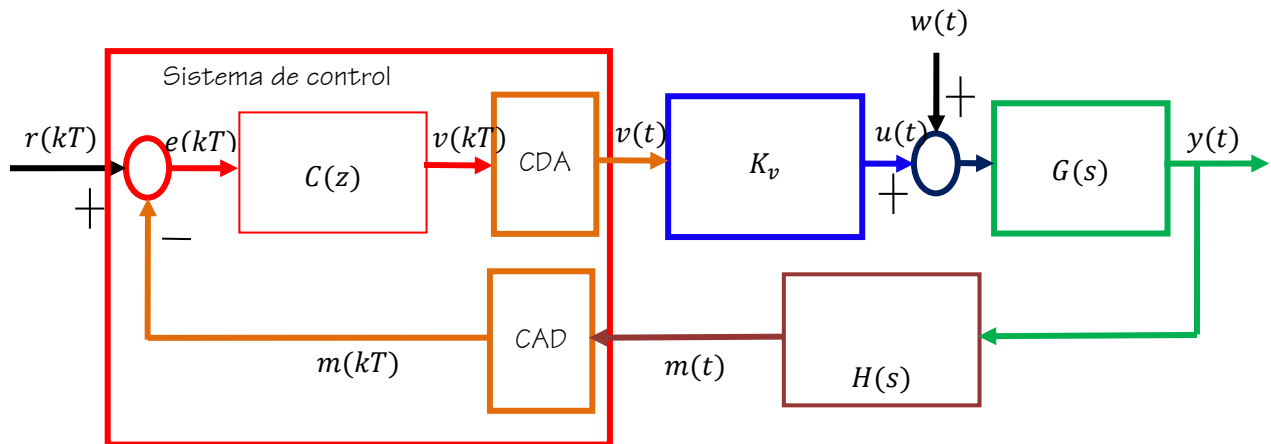 w(t)
+
Sistema de control
r(kT)
e(kT)
v(kT)
v(t)
u(t)
y(t)
C(z)
CDA
K_v
G(s)
+
+
−
CAD
m(kT)
m(t)
H(s)